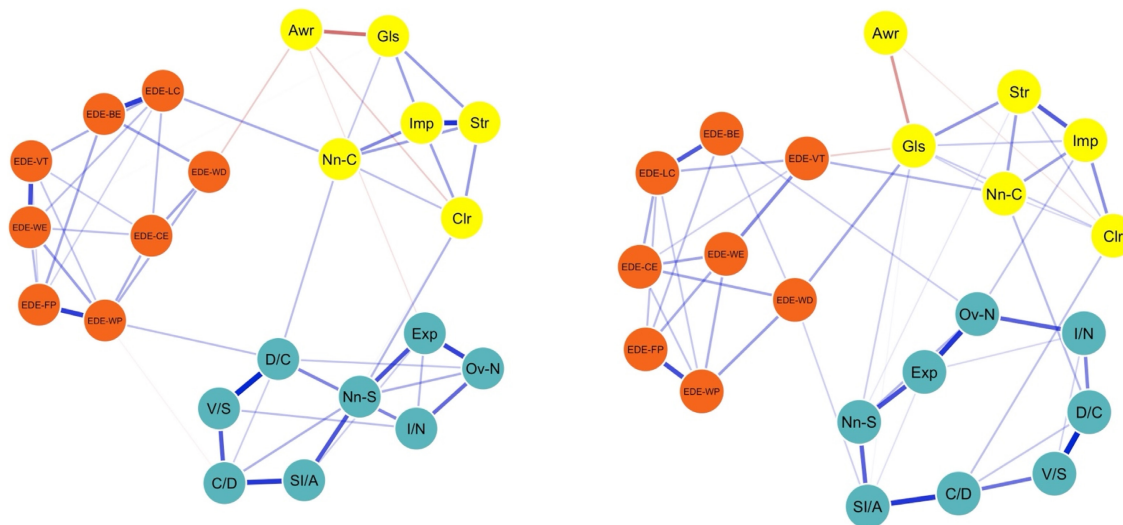 Awr
Gls
EDE-LC
EDE-BE
Imp
Str
EDE-VT
Nn-C
EDE-WD
Clr
EDE-WE
EDE-CE
EDE-FP
EDE-WP
Exp
D/C
Ov-N
Nn-S
V/S
I/N
C/D
SI/A
Awr
Str
EDE-BE
Imp
Gls
EDE-VT
EDE-LC
Nn-C
Clr
EDE-WE
EDE-CE
EDE-WD
Ov-N
I/N
EDE-FP
Exp
EDE-WP
D/C
Nn-S
V/S
C/D
SI/A